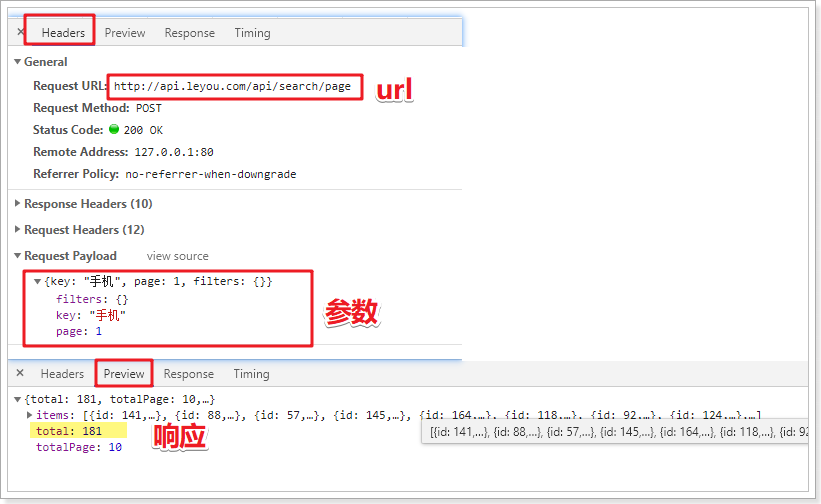 × Headers Preview Response Timing
▼General
Request URL: http://api.leyou.com/api/search/page
url
Request Method: POST
Status Code: 200 OK
Remote Address: 127.0.0.1:80
Referrer Policy: no-referrer-when-downgrade
▶Response Headers (10)
▶Request Headers (12)
▼Request Payload view source
▼{key: "手机", page: 1, filters: {}}
filters: {}
key: "手机"
page: 1
参数
× Headers Preview Response Timing
▼{total: 181, totalPage: 10,…}
▶items: [{id: 141,…}, {id: 88,…}, {id: 57,…}, {id: 145,…}, {id: 164,…}, {id: 118,…}, {id: 92,…}, {id: 124,…},…]
total: 181
totalPage: 10
响应
[{id: 141,…}, {id: 88,…}, {id: 57,…}, {id: 145,…}, {id: 164,…}, {id: 118,…}, {id: 92